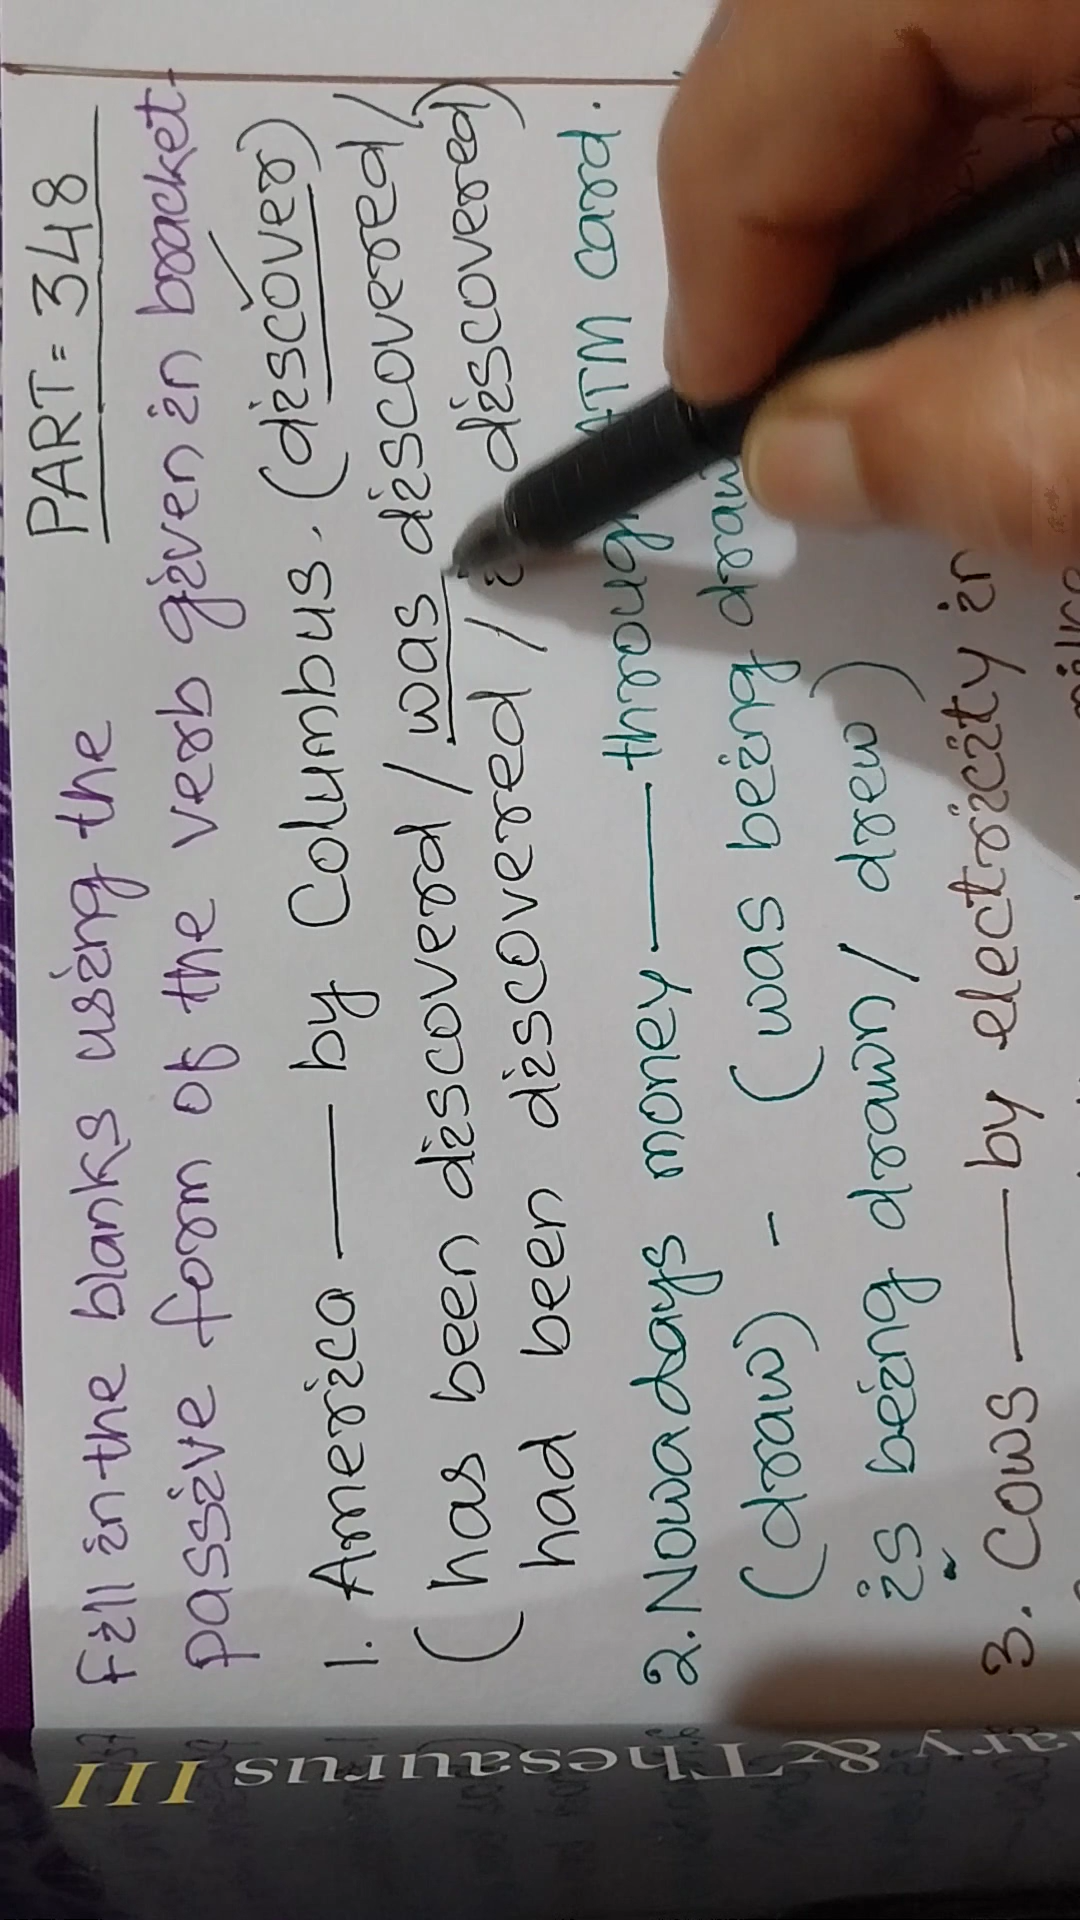 PART = 348
Fill in the blanks using the
passive form of the verb given in bracket-
1. America — by Columbus. (discover)
(has been discovered / was discovered /
had been discovered / discovered)
2. Nowadays money — through ATM card.
(draw) - (was being drawn
is being drawn / drew)
3. Cows — by electricity in
& Thesaurus III